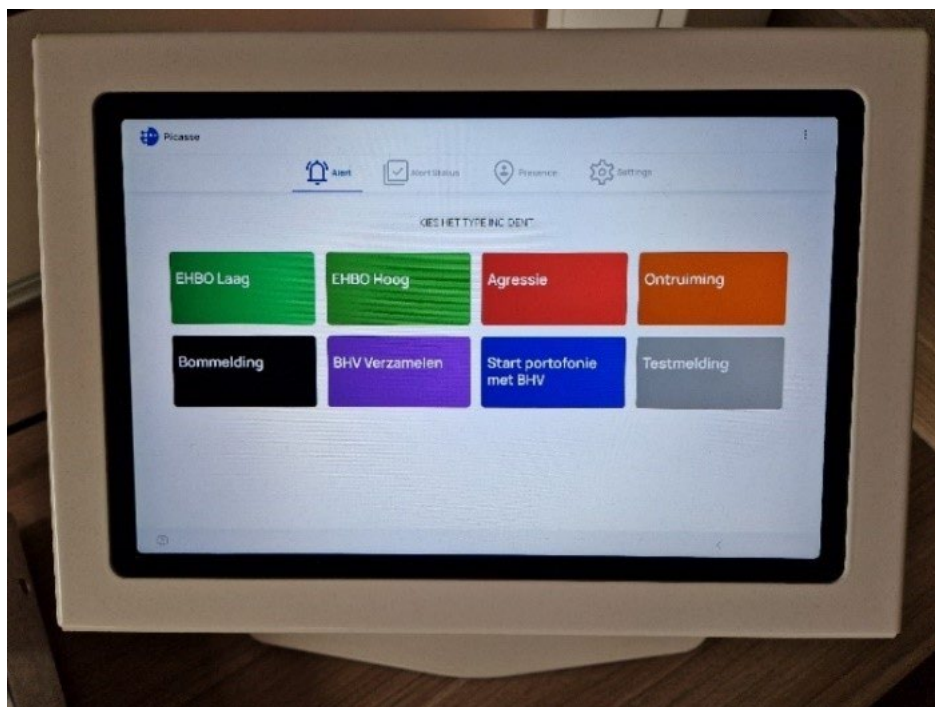 Picasse
Alert
Alert Status
Presence
Settings
KIES HET TYPE INCIDENT
EHBO Laag
EHBO Hoog
Agressie
Ontruiming
Bommelding
BHV Verzamelen
Start portofonie
met BHV
Testmelding